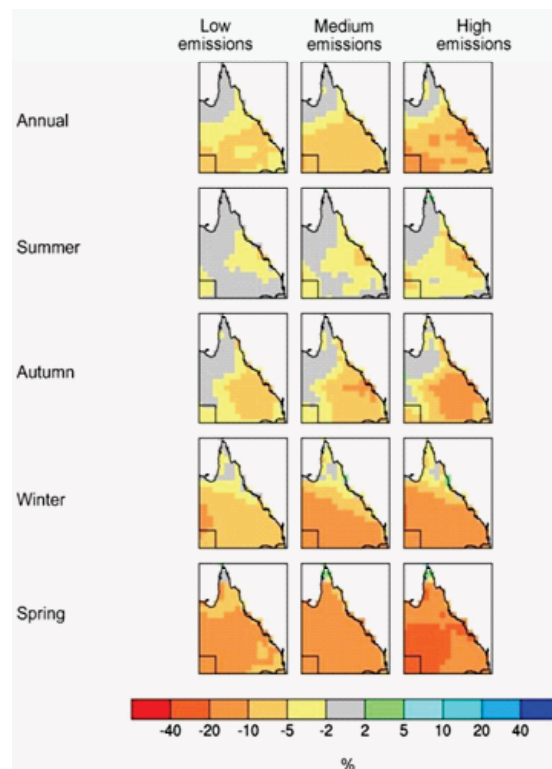 Low Medium High
emissions emissions emissions
Annual
Summer
Autumn
Winter
Spring
-40 -20 -10 -5 -2 2 5 10 20 40
%